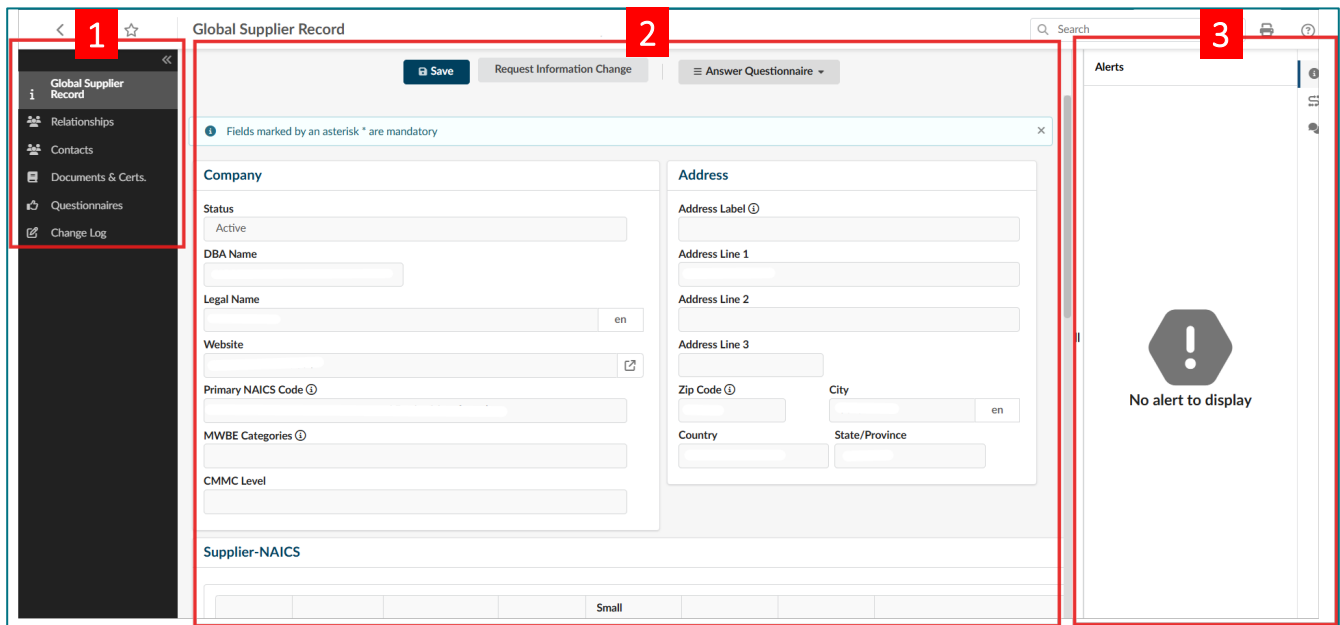 1
Global Supplier Record
2
Search
3
Global Supplier
Record
Relationships
Contacts
Documents & Certs.
Questionnaires
Change Log
Save
Request Information Change
Answer Questionnaire
Fields marked by an asterisk * are mandatory
Company
Status
Active
DBA Name
Legal Name
en
Website
Primary NAICS Code
MWBE Categories
CMMC Level
Address
Address Label
Address Line 1
Address Line 2
Address Line 3
Zip Code
City
en
Country
State/Province
Supplier-NAICS
Small
Alerts
No alert to display